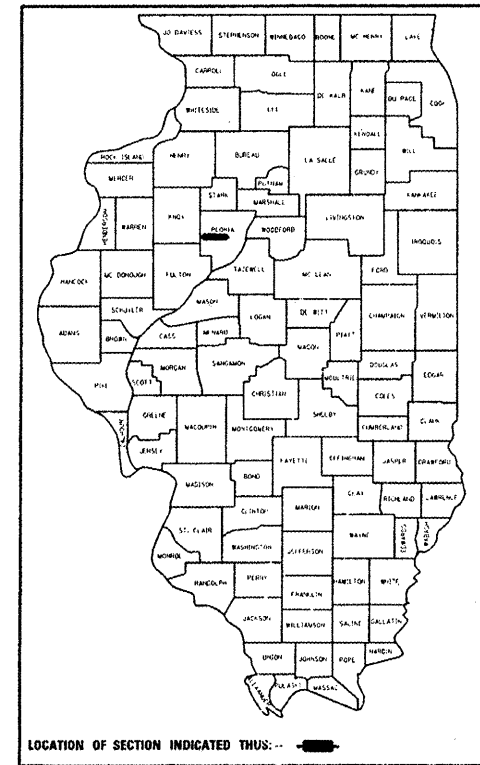 JO DAVIESS STEPHENSON WINNEBAGO BOONE MC HENRY LAKE
CARROLL OGLE
DE KALB KANE
DU PAGE COOK
WHITESIDE LEE
KENDALL
WILL
ROCK ISLAND HENRY BUREAU LA SALLE GRUNDY
MERCER PUTNAM
STARK KANKAKEE
MARSHALL
HENDERSON WARREN KNOX PEORIA WOODFORD LIVINGSTON
IROQUOIS
HANCOCK MC DONOUGH FULTON TAZEWELL MC LEAN FORD
MASON
SCHUYLER LOGAN DE WITT CHAMPAIGN VERMILION
ADAMS BROWN CASS MENARD PIATT
MACON
MORGAN SANGAMON DOUGLAS
PIKE SCOTT MOULTRIE EDGAR
CHRISTIAN COLES
GREENE SHELBY
CALHOUN MACOUPIN MONTGOMERY CUMBERLAND CLARK
JERSEY FAYETTE EFFINGHAM JASPER CRAWFORD
MADISON BOND
CLAY RICHLAND LAWRENCE
CLINTON MARION
ST. CLAIR WAYNE EDWARDS WABASH
WASHINGTON JEFFERSON
MONROE
RANDOLPH PERRY HAMILTON WHITE
FRANKLIN
JACKSON WILLIAMSON SALINE GALLATIN
UNION JOHNSON POPE HARDIN
ALEXANDER PULASKI MASSAC
LOCATION OF SECTION INDICATED THUS: --